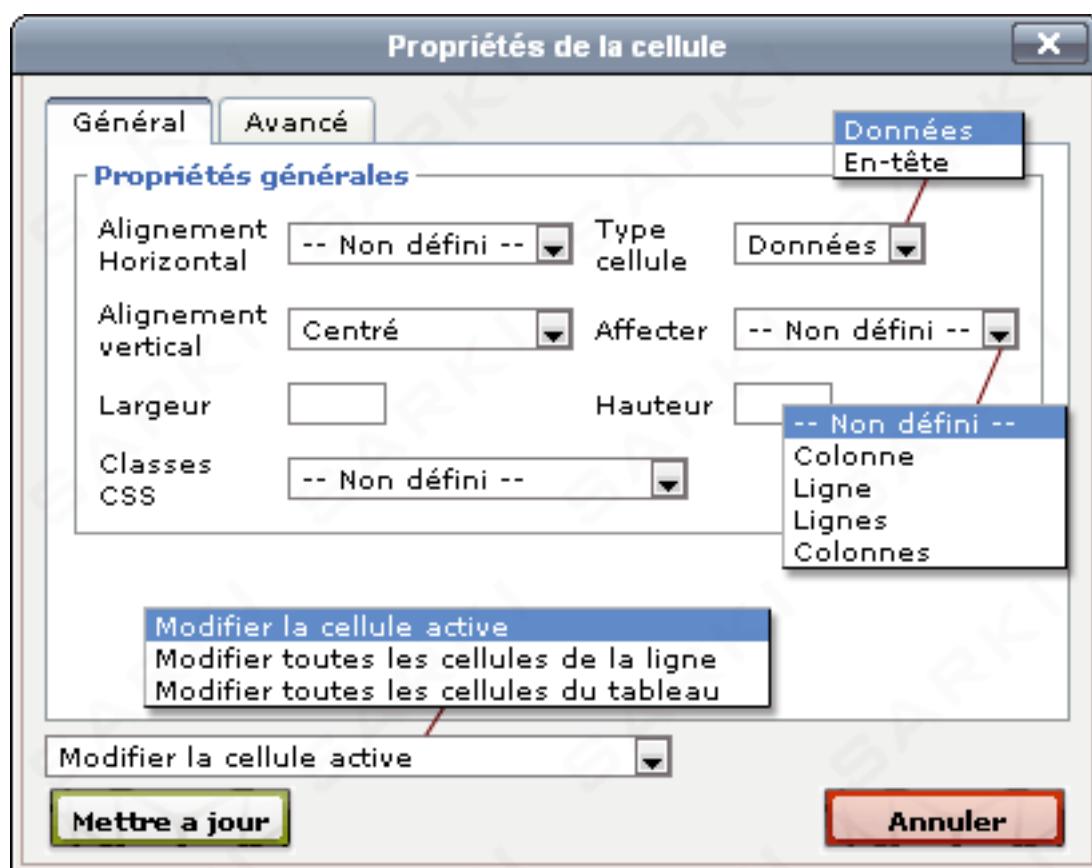 Propriétés de la cellule
Général
Avancé
Données
En-tête
Propriétés générales
Alignement
Horizontal
-- Non défini --
Type
cellule
Données
Alignement
vertical
Centré
Affecter
-- Non défini --
Largeur
Hauteur
-- Non défini --
Colonne
Ligne
Lignes
Colonnes
Classes
CSS
-- Non défini --
Modifier la cellule active
Modifier toutes les cellules de la ligne
Modifier toutes les cellules du tableau
Modifier la cellule active
Mettre a jour
Annuler
SARKI